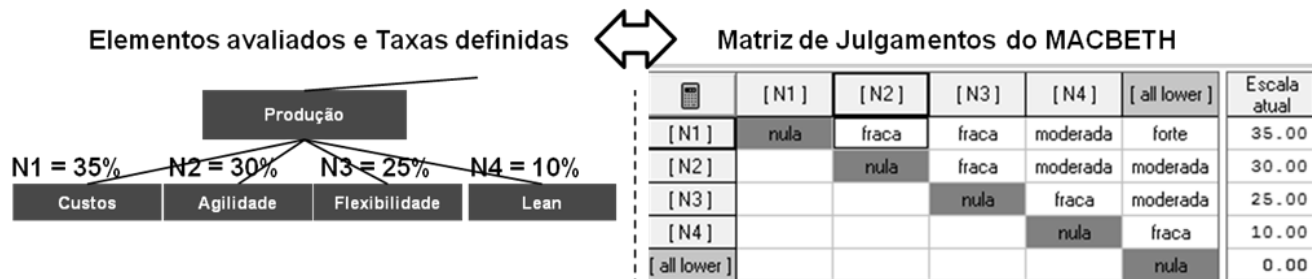 Elementos avaliados e Taxas definidas
Matriz de Julgamentos do MACBETH
Produção
N1 = 35% N2 = 30% N3 = 25% N4 = 10%
Custos Agilidade Flexibilidade Lean
[ N1 ] [ N2 ] [ N3 ] [ N4 ] [ all lower ] Escala atual
[ N1 ] nula fraca fraca moderada forte 35.00
[ N2 ] nula fraca moderada moderada 30.00
[ N3 ] nula fraca moderada 25.00
[ N4 ] nula fraca 10.00
[ all lower ] nula 0.00